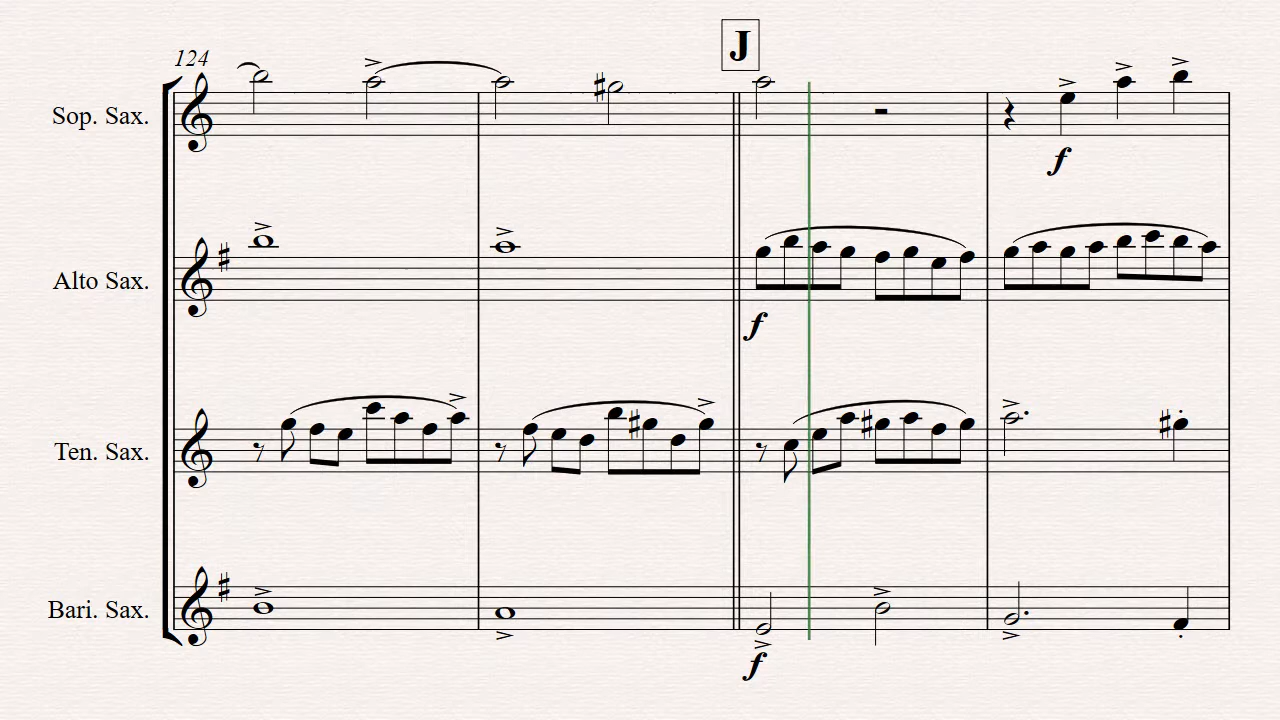 J
124
Sop. Sax.
f
Alto Sax.
f
Ten. Sax.
Bari. Sax.
f